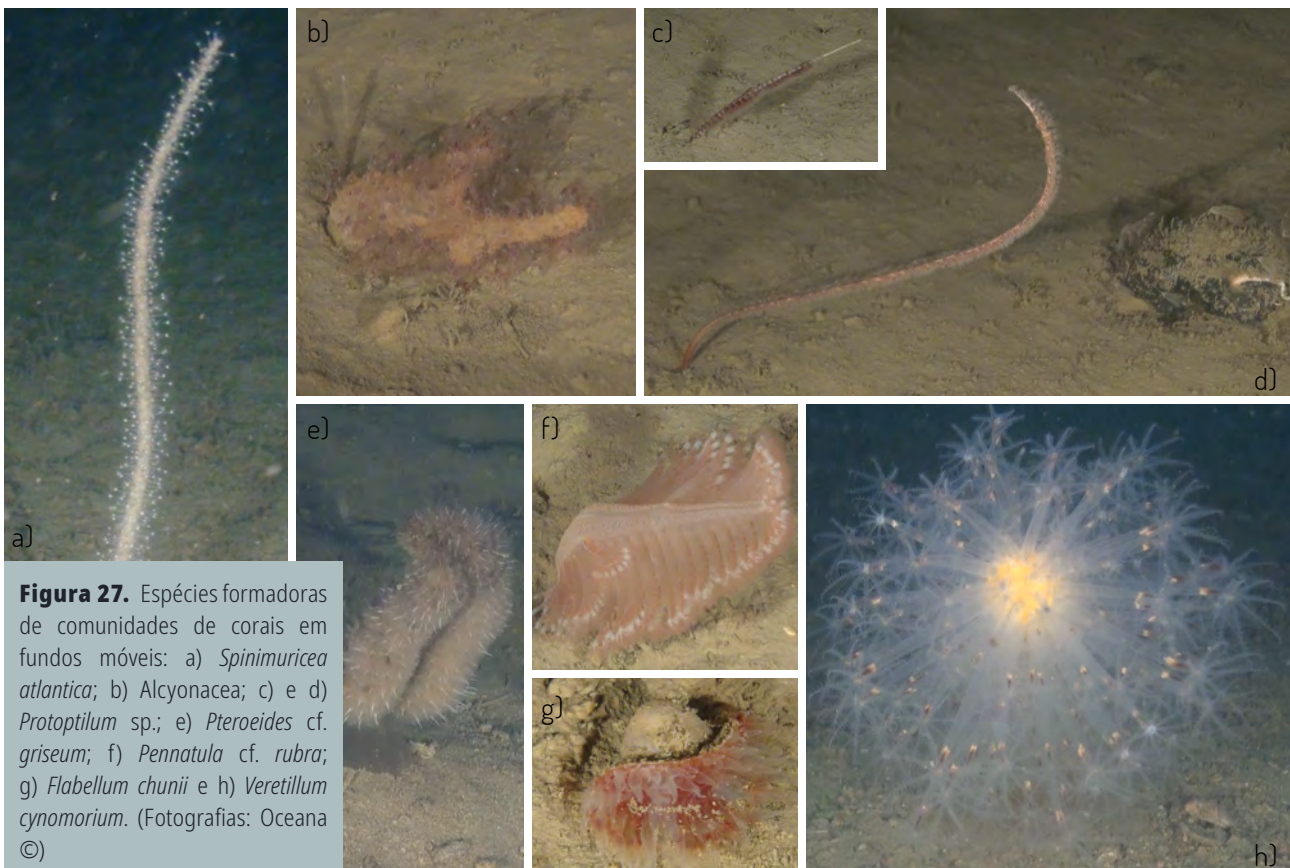 a)
b)
c)
d)
e)
f)
g)
h)
Figura 27. Espécies formadoras
de comunidades de corais em
fundos móveis: a) Spinimuricea
atlantica; b) Alcyonacea; c) e d)
Protoptilum sp.; e) Pteroeides cf.
griseum; f) Pennatula cf. rubra;
g) Flabellum chunii e h) Veretillum
cynomorium. (Fotografias: Oceana
©)